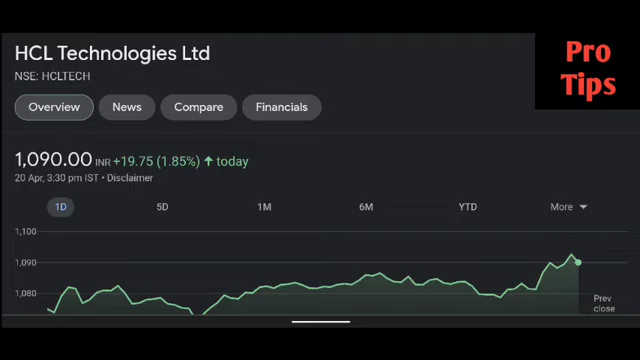 HCL Technologies Ltd
NSE: HCLTECH
Pro
Tips
Overview
News
Compare
Financials
1,090.00 INR +19.75 (1.85%) ↑ today
20 Apr, 3:30 pm IST • Disclaimer
1D
5D
1M
6M
YTD
More
1,100
1,090
1,080
Prev
close